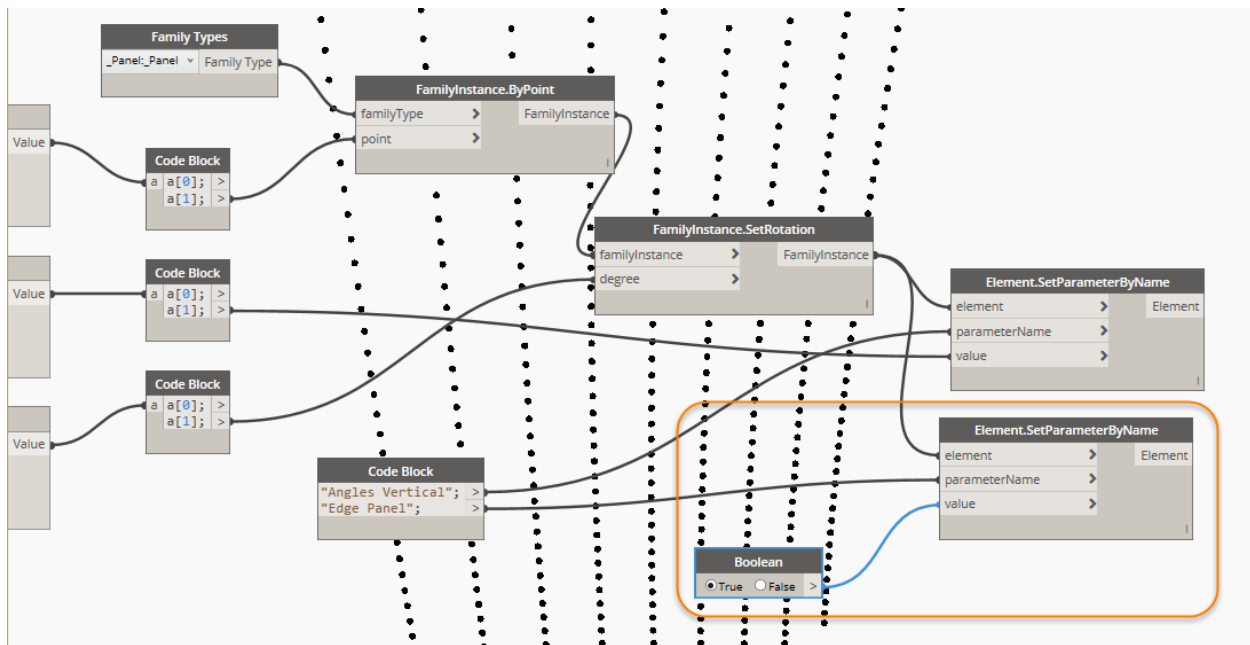 Family Types
_Panel:_Panel Family Type
FamilyInstance.ByPoint
familyType > FamilyInstance
point >
Value
Code Block
a a[0]; >
a[1]; >
FamilyInstance.SetRotation
familyInstance > FamilyInstance
degree >
Value
Code Block
a a[0]; >
a[1]; >
Element.SetParameterByName
element > Element
parameterName >
value >
Value
Code Block
a a[0]; >
a[1]; >
Code Block
"Angles Vertical"; >
"Edge Panel"; >
Element.SetParameterByName
element > Element
parameterName >
value >
Boolean
True False >